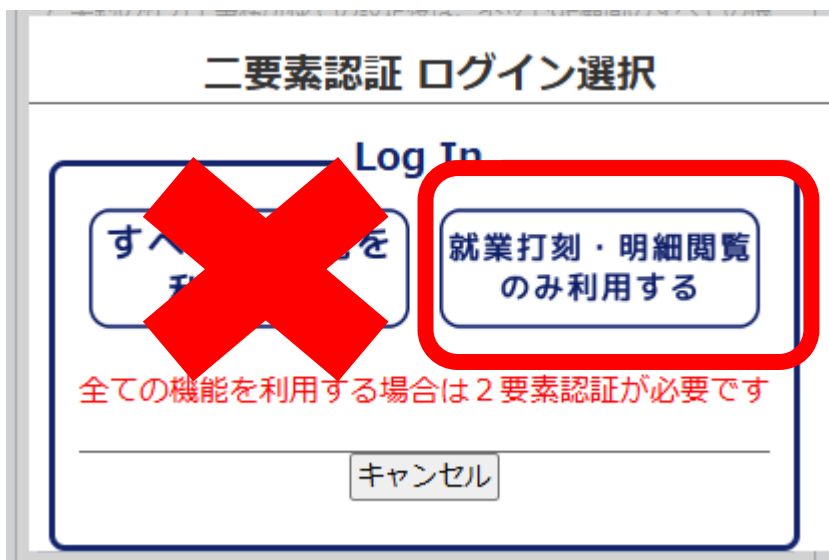 二要素認証 ログイン選択
Log In
す
を
就業打刻・明細閲覧
のみ利用する
全ての機能を利用する場合は２要素認証が必要です
キャンセル